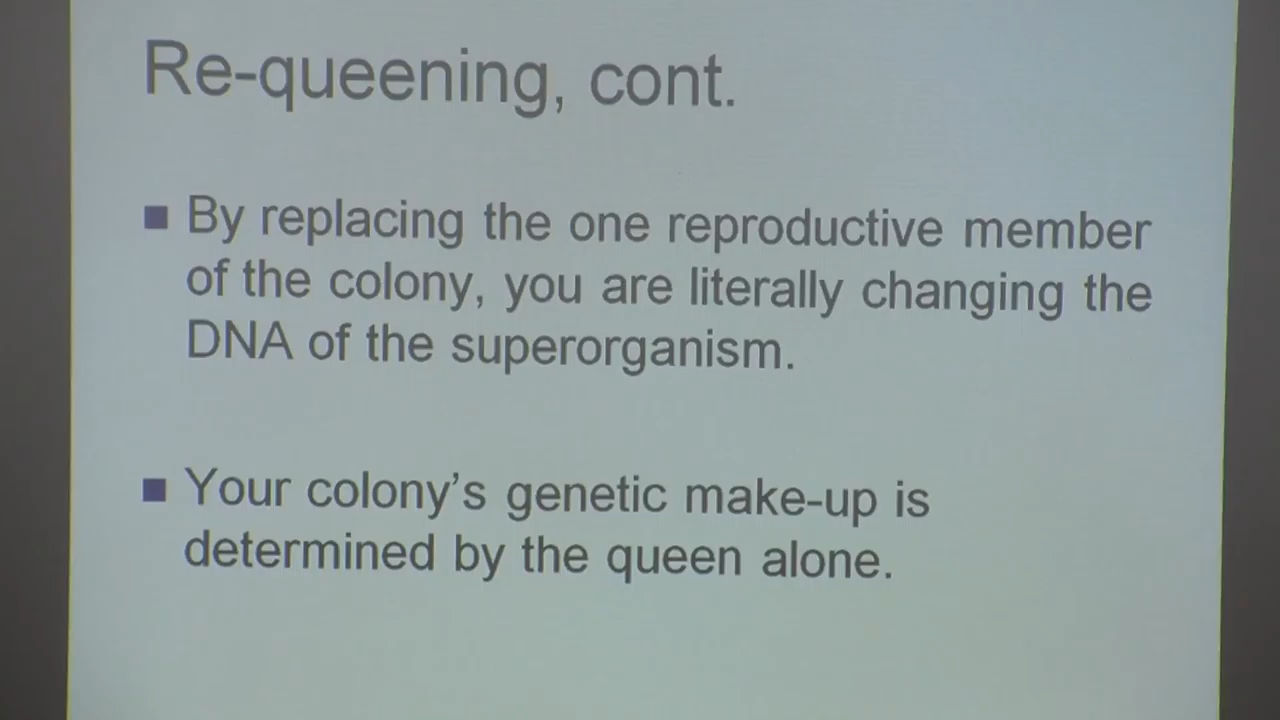 Re-queening, cont.
By replacing the one reproductive member
of the colony, you are literally changing the
DNA of the superorganism.
Your colony’s genetic make-up is
determined by the queen alone.